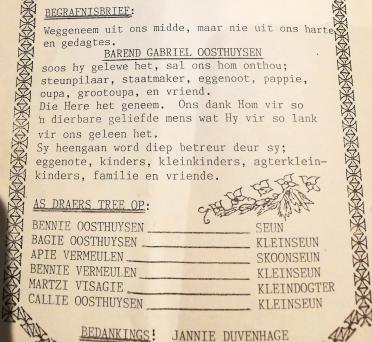 BEGRAFNISBRIEF:
Weggeneem uit ons midde, maar nie uit ons harte
en gedagtes.
BAREND GABRIEL OOSTHUYSEN
soos hy gelewe het, sal ons hom onthou;
steunpilaar, staatmaker, eggenoot, pappie,
oupa, grootoupa, en vriend.
Die Here het geneem. Ons dank Hom vir so
'n dierbare geliefde mens wat Hy vir so lank
vir ons geleen het.
Sy heengaan word diep betreur deur sy;
eggenote, kinders, kleinkinders, agterklein-
kinders, familie en vriende.
AS DRAERS TREE OP:
BENNIE OOSTHUYSEN SEUN
BAGIE OOSTHUYSEN KLEINSEUN
APIE VERMEULEN SKOONSEUN
BENNIE VERMEULEN KLEINSEUN
MARTZI VISAGIE KLEINDOGTER
CALLIE OOSTHUYSEN KLEINSEUN
BEDANKINGS: JANNIE DUVENHAGE